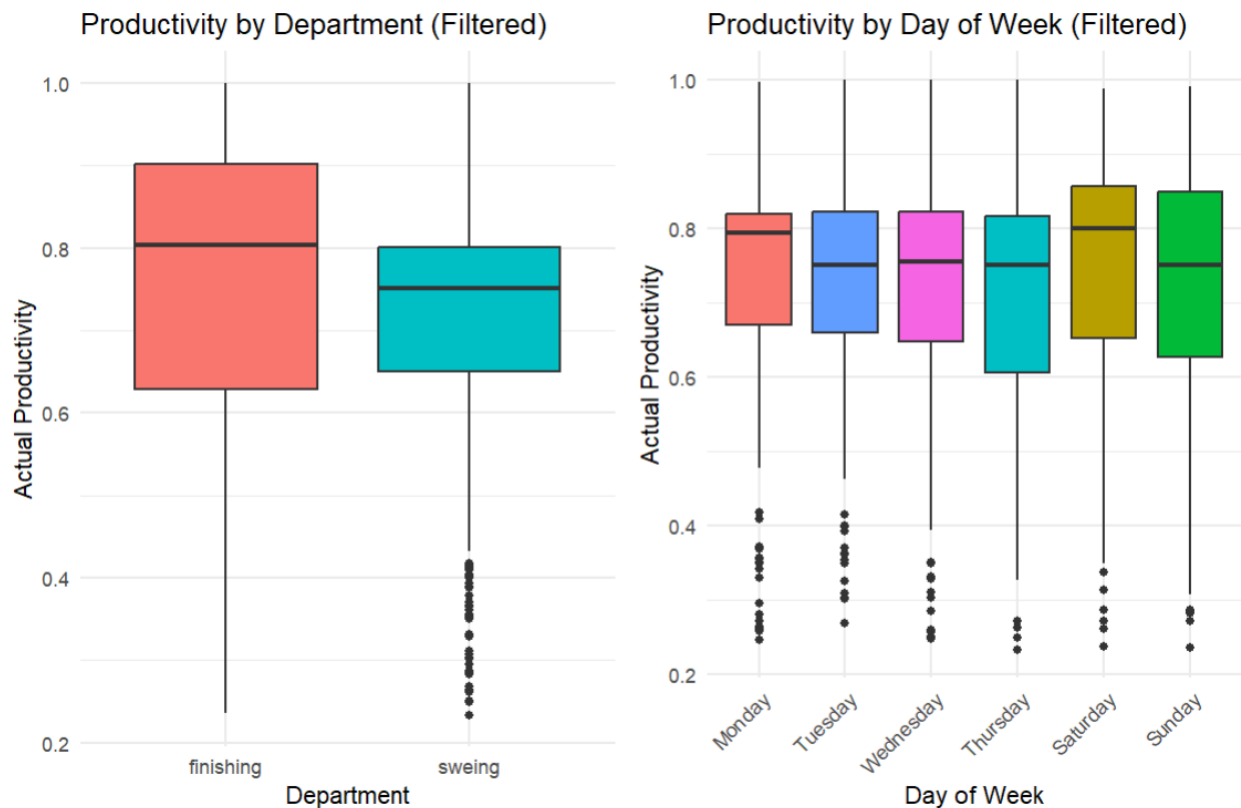 Productivity by Department (Filtered)
1.0
0.8
0.6
0.4
0.2
Actual Productivity
finishing
sweing
Department
Productivity by Day of Week (Filtered)
1.0
0.8
0.6
0.4
0.2
Actual Productivity
Monday
Tuesday
Wednesday
Thursday
Saturday
Sunday
Day of Week